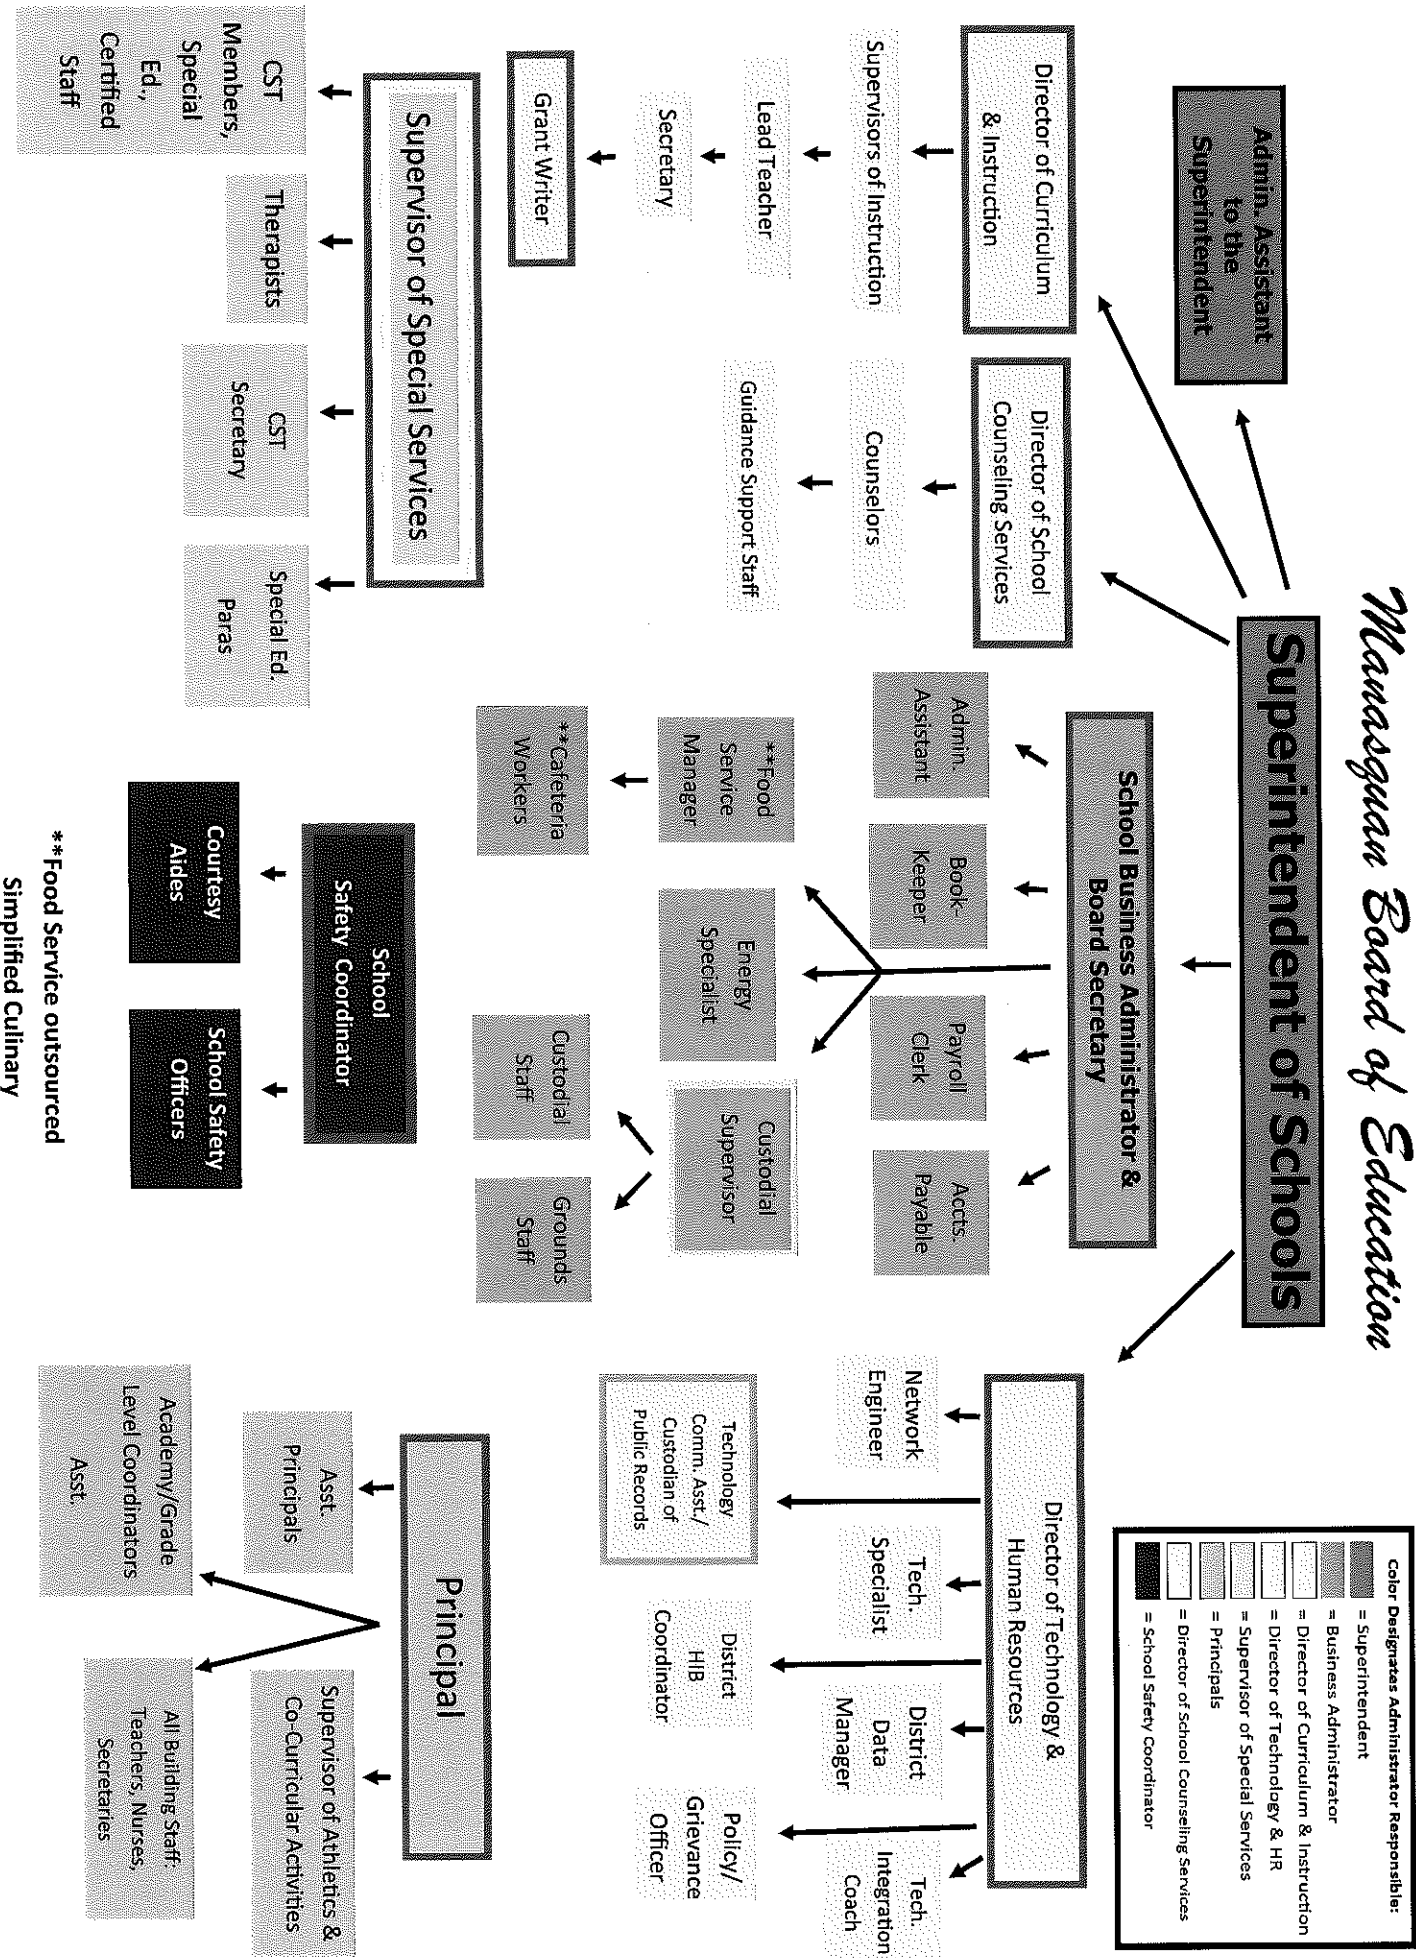 Manasquan Board of Education
Superintendent of Schools
Admin. Assistant
to the
Superintendent
Color Designates Administrator Responsible:
= Superintendent
= Business Administrator
= Director of Curriculum & Instruction
= Director of Technology & HR
= Supervisor of Special Services
= Principals
= Director of School Counseling Services
= School Safety Coordinator
Director of Curriculum
& Instruction
Supervisors of Instruction
Lead Teacher
Secretary
Grant Writer
Director of School
Counseling Services
Counselors
Guidance Support Staff
School Business Administrator &
Board Secretary
Admin.
Assistant
Book-
Keeper
Payroll
Clerk
Accts.
Payable
**Food
Service
Manager
Energy
Specialist
Custodial
Supervisor
**Cafeteria
Workers
Custodial
Staff
Grounds
Staff
Director of Technology &
Human Resources
Network
Engineer
Tech.
Specialist
District
Data
Manager
Tech.
Integration
Coach
Technology
Comm. Asst./
Custodian of
Public Records
District
HIB
Coordinator
Policy/
Grievance
Officer
Supervisor of Special Services
CST
Members,
Special
Ed.,
Certified
Staff
Therapists
CST
Secretary
Special Ed.
Paras
School
Safety Coordinator
Courtesy
Aides
School Safety
Officers
Principal
Asst.
Principals
Supervisor of Athletics &
Co-Curricular Activities
Academy/Grade
Level Coordinators
Asst.
All Building Staff:
Teachers, Nurses,
Secretaries
**Food Service outsourced
Simplified Culinary